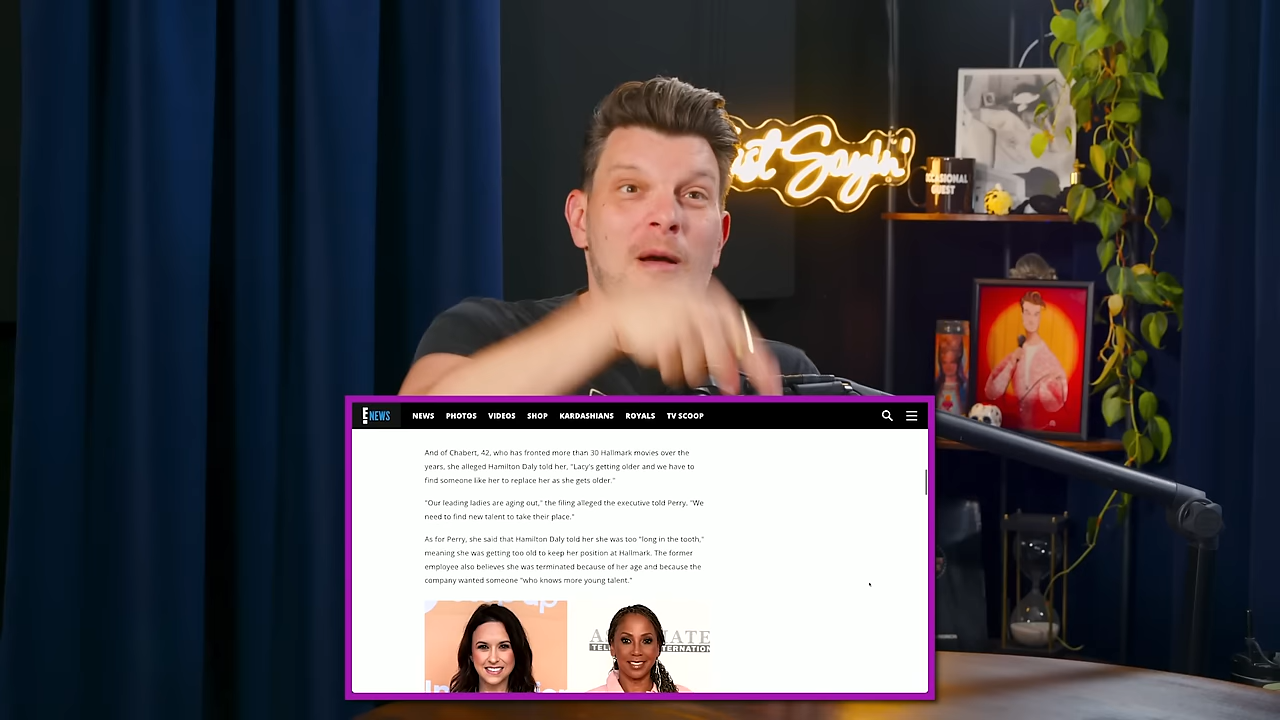 ist Sayin'
GUEST
E NEWS
NEWS PHOTOS VIDEOS SHOP KARDASHIANS ROYALS TV SCOOP
And of Chabert, 42, who has fronted more than 30 Hallmark movies over the
years, she alleged Hamilton Daly told her, "Lacy's getting older and we have to
find someone like her to replace her as she gets older."
"Our leading ladies are aging out," the filing alleged the executive told Perry. "We
need to find new talent to take their place."
As for Perry, she said that Hamilton Daly told her she was too "long in the tooth,"
meaning she was getting too old to keep her position at Hallmark. The former
employee also believes she was terminated because of her age and because the
company wanted someone "who knows more young talent."